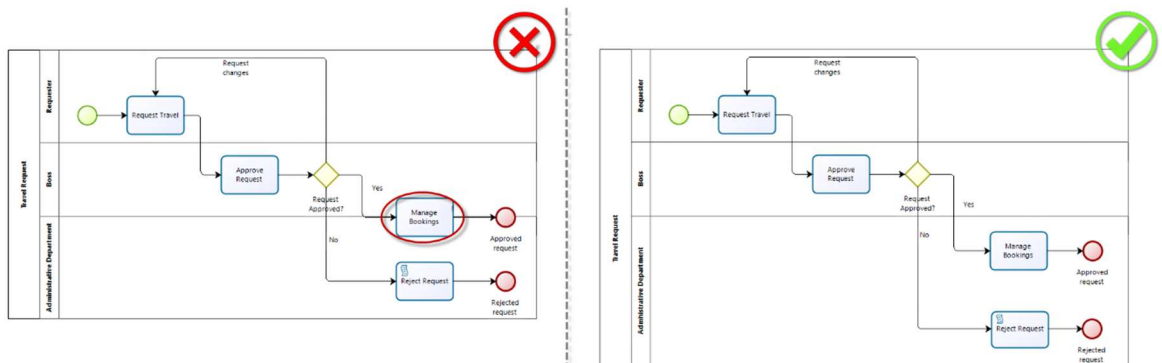 Travel Request
Requester
Boss
Administrative Department
Request
changes
Request Travel
Approve
Request
Request
Approved?
Yes
No
Manage
Bookings
Approved
request
Reject Request
Rejected
request
Travel Request
Requester
Boss
Administrative Department
Request
changes
Request Travel
Approve
Request
Request
Approved?
Yes
No
Manage
Bookings
Approved
request
Reject Request
Rejected
request